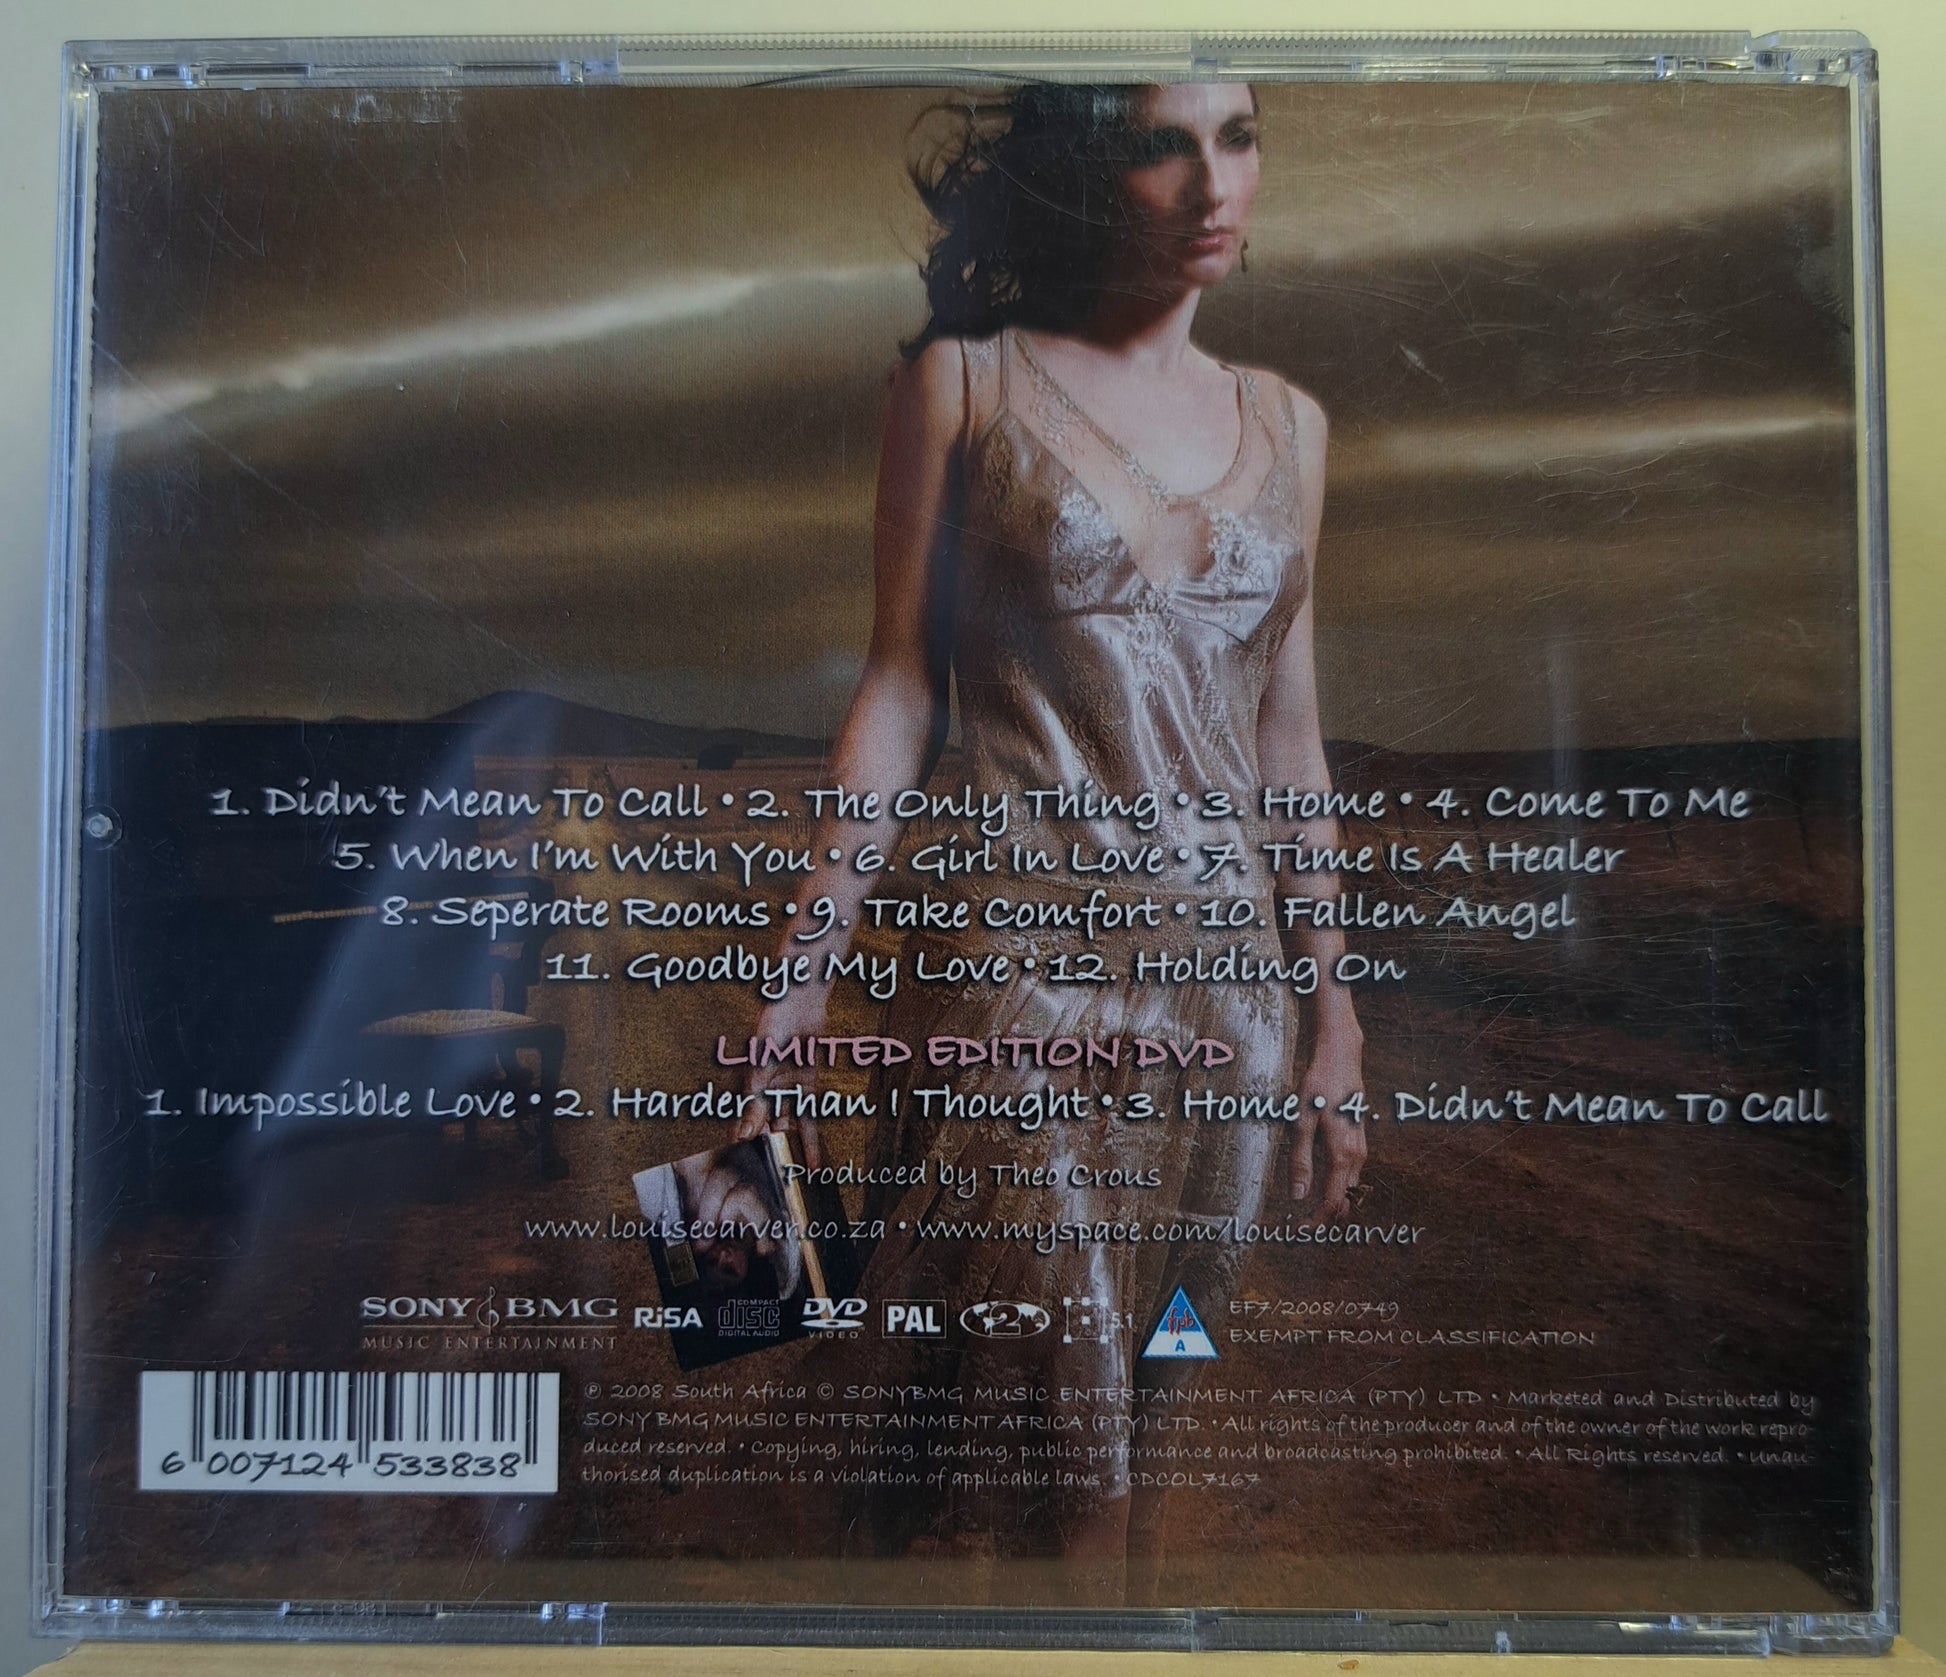 1. Didn't Mean To Call • 2. The Only Thing • 3. Home • 4. Come To Me
5. When I'm With You • 6. Girl In Love • 7. Time Is A Healer
8. Seperate Rooms • 9. Take Comfort • 10. Fallen Angel
11. Goodbye My Love • 12. Holding On
LIMITED EDITION DVD
1. Impossible Love • 2. Harder Than I Thought • 3. Home • 4. Didn't Mean To Call
Produced by Theo Crous
www.louisecarver.co.za • www.myspace.com/louisecarver
SONY BMG
MUSIC ENTERTAINMENT
RiSA
COMPACT
disc
DIGITAL AUDIO
DVD
VIDEO
PAL
2
5.1
fpb
A
EF7/2008/0749
EXEMPT FROM CLASSIFICATION
℗ 2008 South Africa © SONYBMG MUSIC ENTERTAINMENT AFRICA (PTY) LTD • Marketed and Distributed by
SONY BMG MUSIC ENTERTAINMENT AFRICA (PTY) LTD. • All rights of the producer and of the owner of the work repro-
duced reserved. • Copying, hiring, lending, public performance and broadcasting prohibited. • All Rights reserved. • unau-
thorised duplication is a violation of applicable laws. • CDCOL7167
6 007124 533838